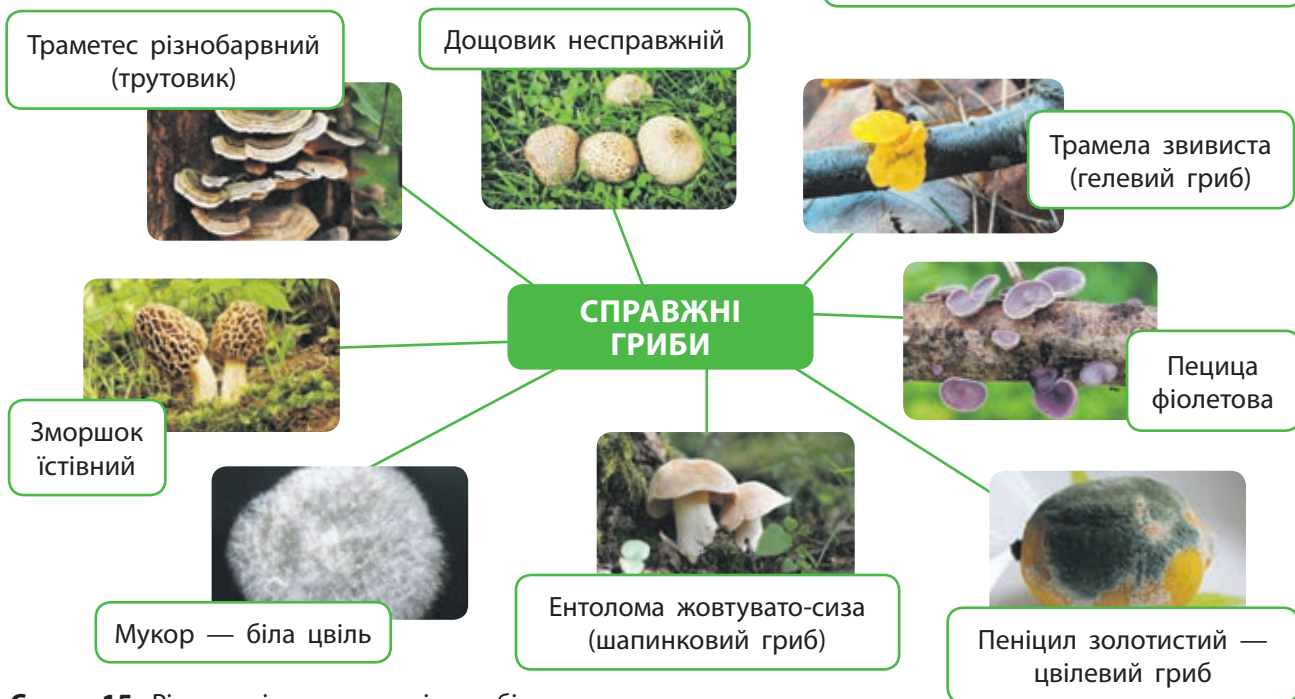 Траметес різнобарвний
(трутовик)
Дощовик несправжній
Трамела звивиста
(гелевий гриб)
СПРАВЖНІ
ГРИБИ
Пециця
фіолетова
Зморшок
їстівний
Мукор — біла цвіль
Ентолома жовтувато-сиза
(шапинковий гриб)
Пеніцил золотистий —
цвілевий гриб